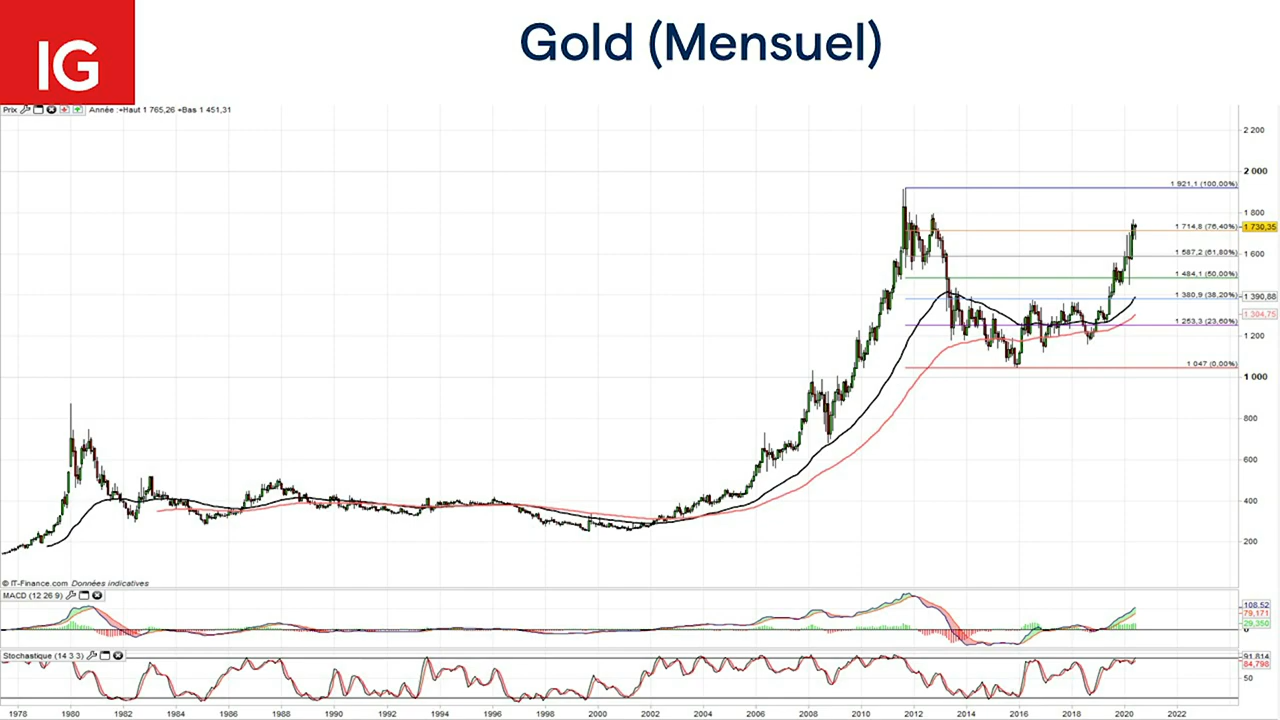 IG
Gold (Mensuel)
Prix
Année :+Haut 1 765,26 +Bas 1 451,31
2 200
2 000
1 921,1 (100,00%)
1 800
1 714,8 (76,40%)
1 730,35
1 587,2 (61,80%)
1 600
1 484,1 (50,00%)
1 380,9 (38,20%)
1 390,88
1 304,75
1 253,3 (23,60%)
1 200
1 047 (0,00%)
1 000
800
600
400
200
© IT-Finance.com Données indicatives
MACD (12 26 9)
108,52
79,171
29,350
0
Stochastique (14 3 3)
91,814
84,798
50
1978 1980 1982 1984 1986 1988 1990 1992 1994 1996 1998 2000 2002 2004 2006 2008 2010 2012 2014 2016 2018 2020 2022